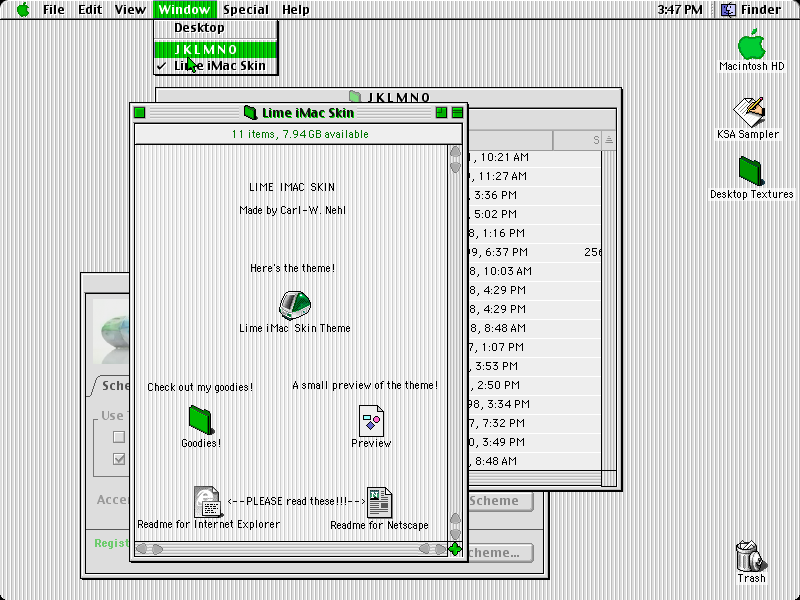 File Edit View Window Special Help 3:47 PM Finder
Desktop
JKLMNO
✓ Lime iMac Skin
Macintosh HD
KSA Sampler
Desktop Textures
Trash
JKLMNO
Lime iMac Skin
11 items, 7.94 GB available
LIME IMAC SKIN
Made by Carl-W. Nehl
Here's the theme!
Lime iMac Skin Theme
Check out my goodies!
A small preview of the theme!
Goodies!
Preview
<--PLEASE read these!!!-->
Readme for Internet Explorer
Readme for Netscape
S
, 10:21 AM
, 11:27 AM
, 3:36 PM
, 5:02 PM
8, 1:16 PM
99, 6:37 PM 256
8, 10:03 AM
8, 4:29 PM
8, 4:29 PM
8, 8:48 AM
7, 1:07 PM
, 3:53 PM
, 2:50 PM
98, 3:34 PM
7, 7:32 PM
0, 3:49 PM
, 8:48 AM
Sche
Use
Acce
Scheme
Regist
cheme...